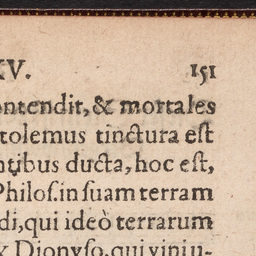 XV. 151
ontendit, & mortales
tolemus tinctura est
ntibus ducta, hoc est,
Philos. in suam terram
di, qui ideò terrarum
x Dionyso, qui vini u-